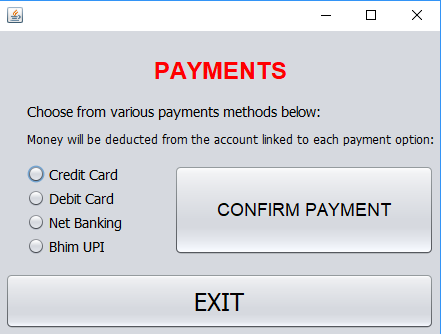 PAYMENTS
Choose from various payments methods below:
Money will be deducted from the account linked to each payment option:
Credit Card
Debit Card
Net Banking
Bhim UPI
CONFIRM PAYMENT
EXIT